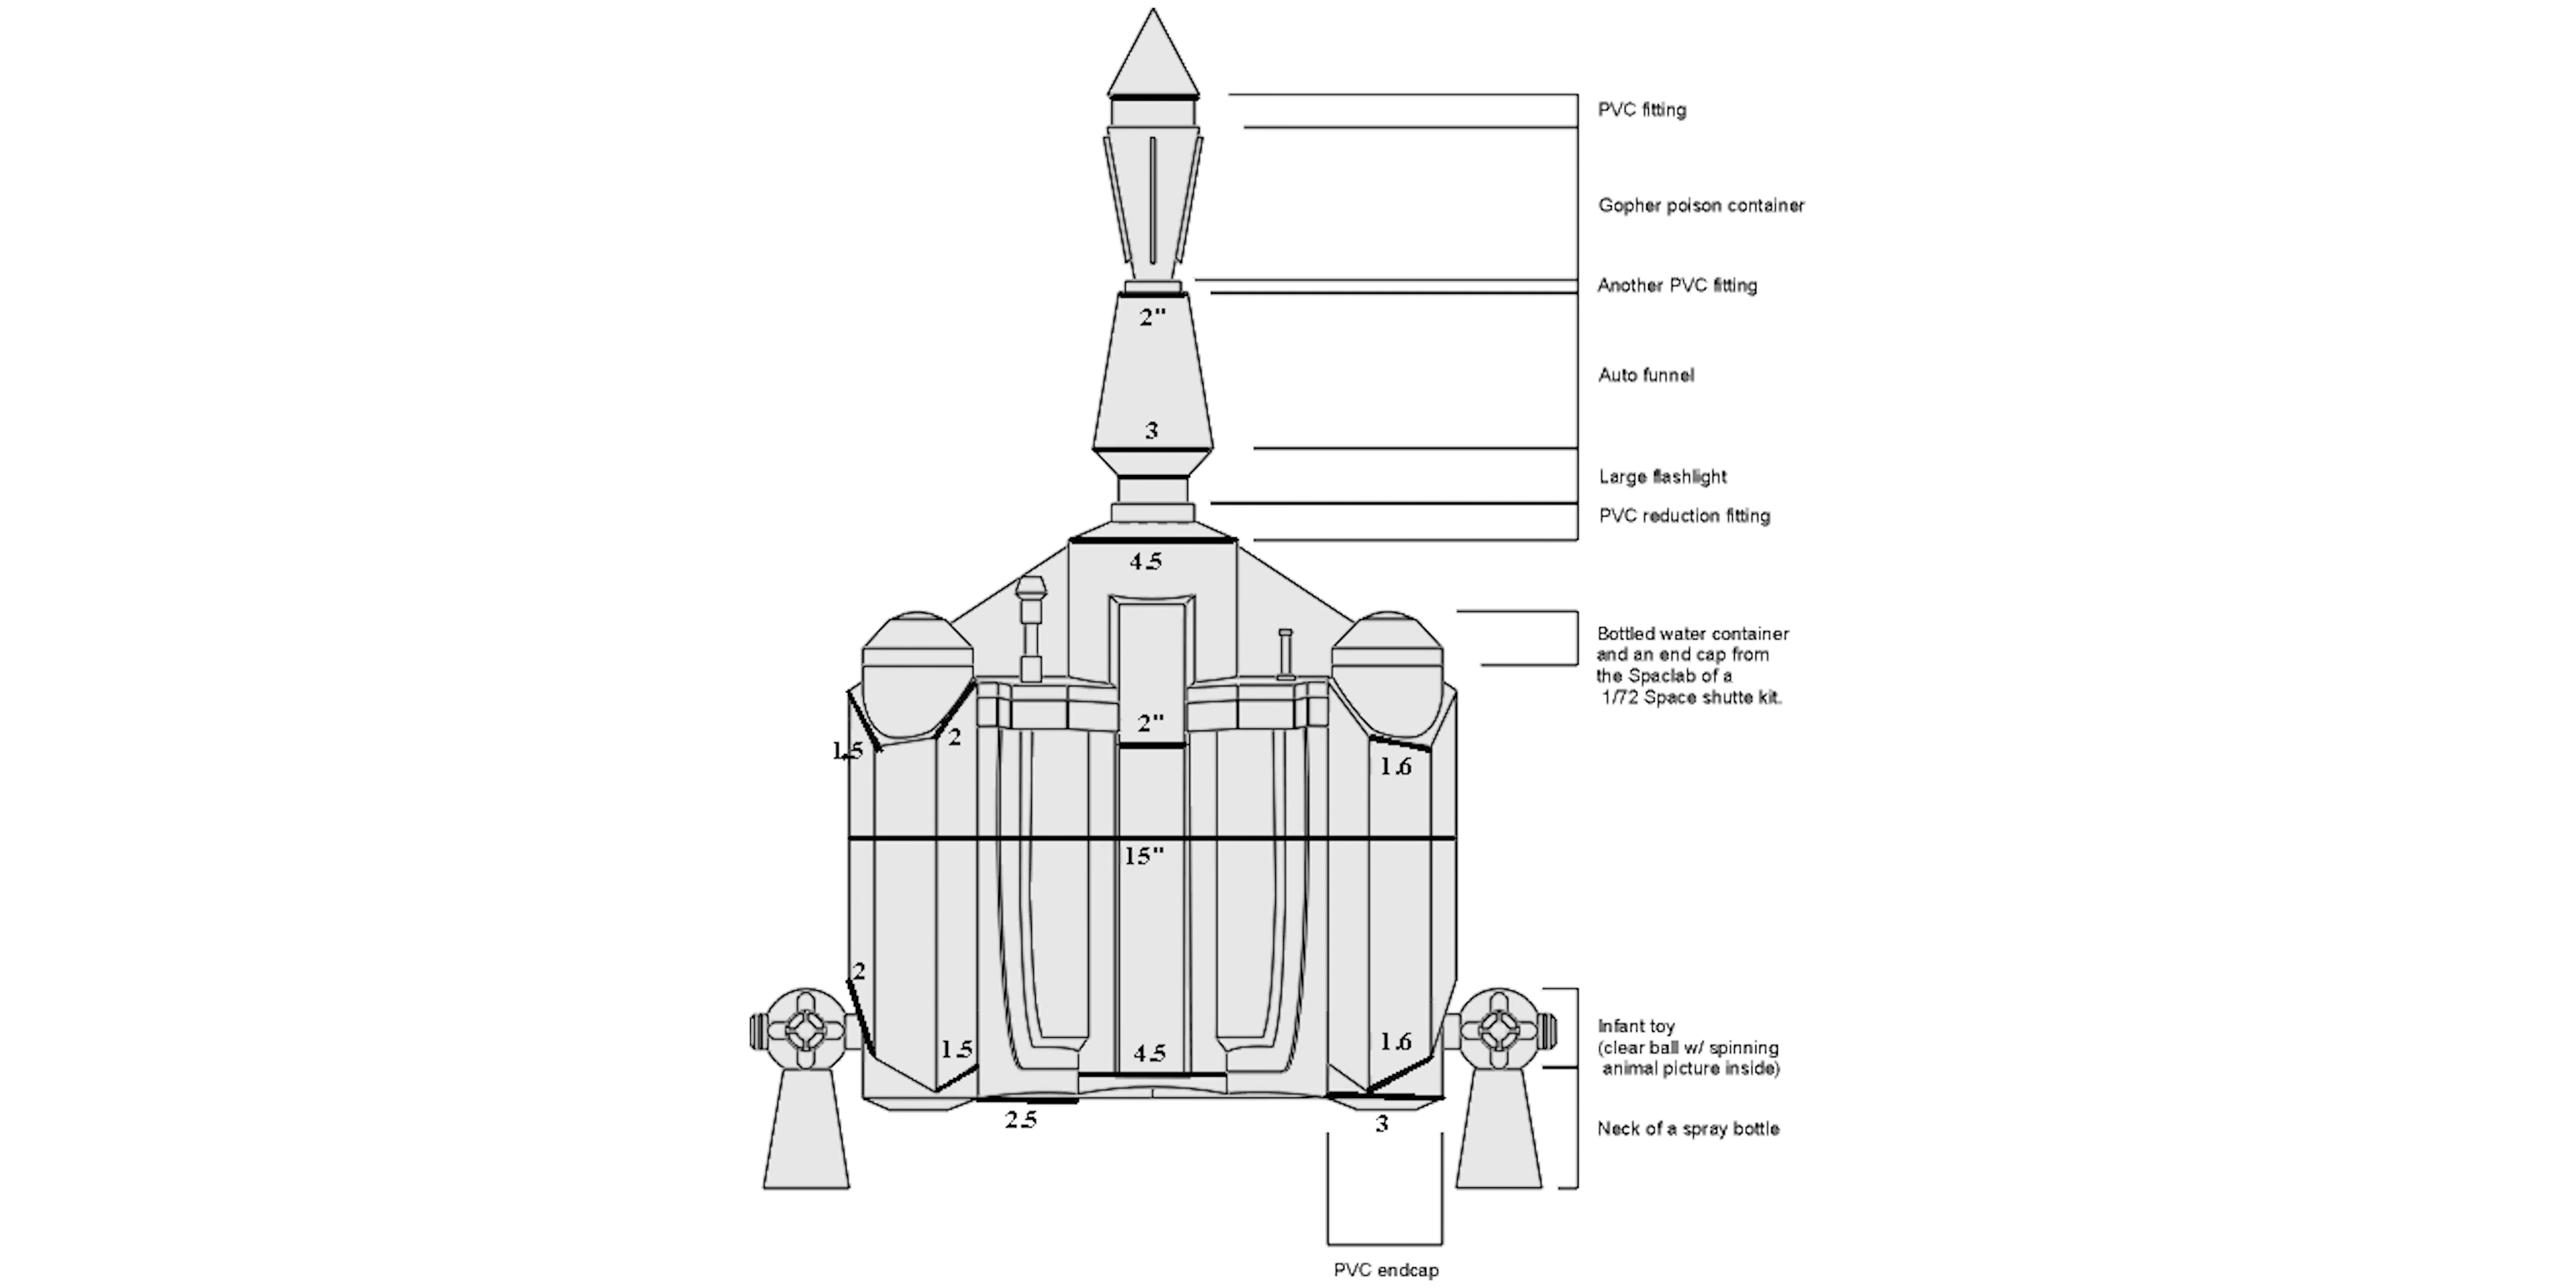 PVC fitting
Gopher poison container
Another PVC fitting
2"
Auto funnel
3
Large flashlight
PVC reduction fitting
4.5
Bottled water container
and an end cap from
the Spaclab of a
1/72 Space shutte kit.
1.5
2
2"
1.6
15"
2
1.5
4.5
1.6
Infant toy
(clear ball w/ spinning
animal picture inside)
2.5
3
Neck of a spray bottle
PVC endcap